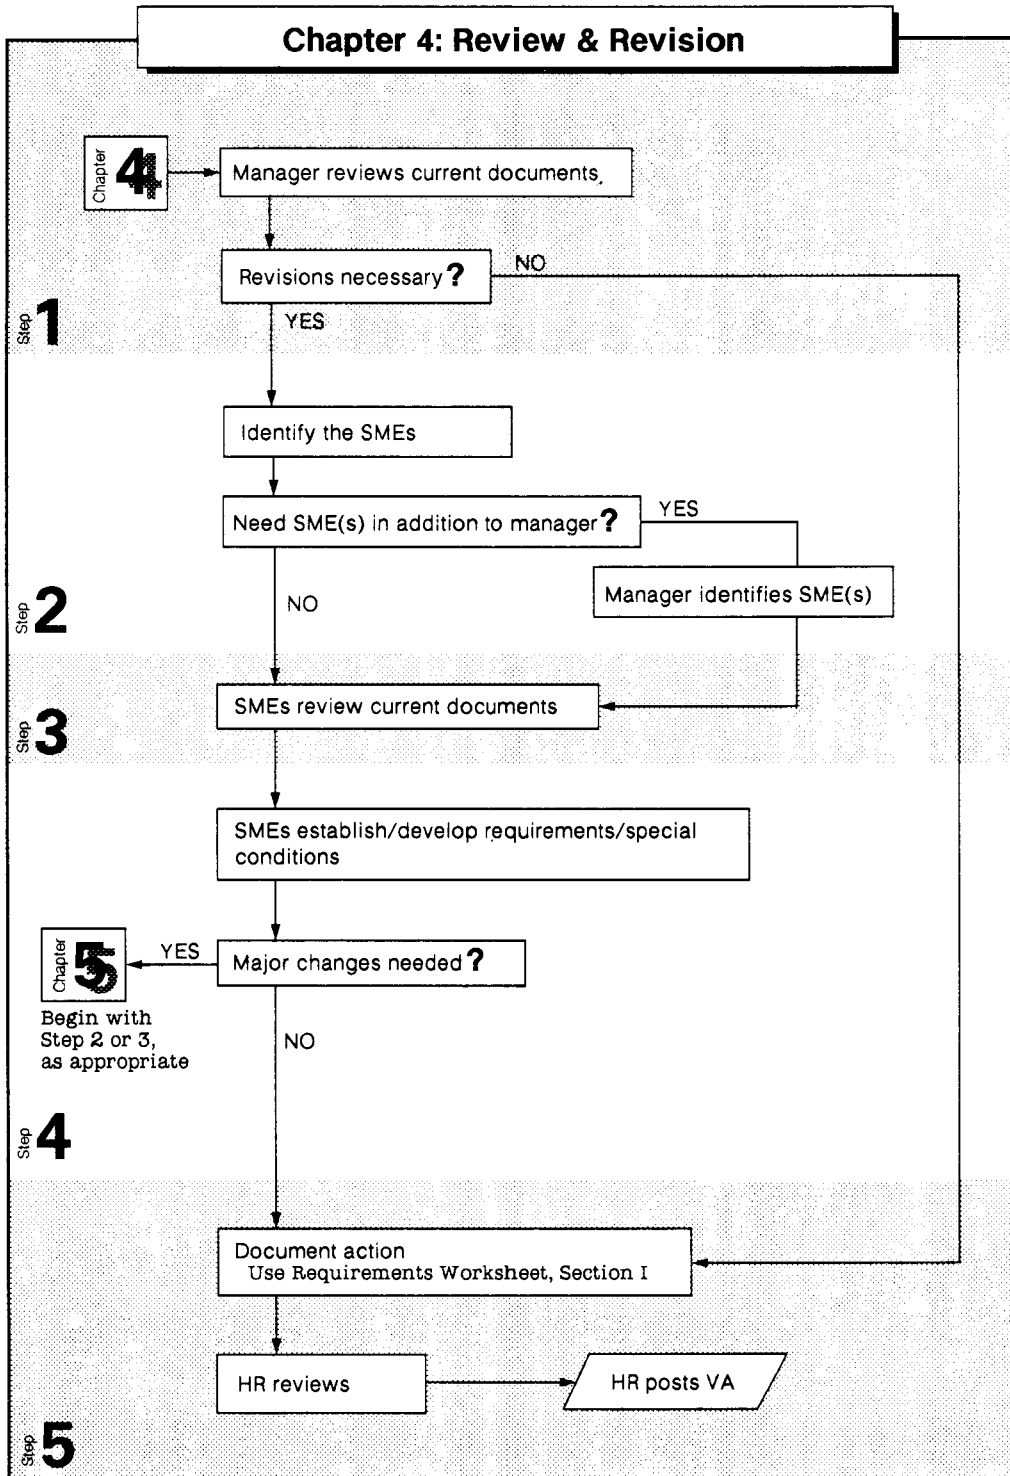 Chapter 4: Review & Revision
Chapter 4
Manager reviews current documents.
Revisions necessary?
NO
YES
Step 1
Identify the SMEs
Need SME(s) in addition to manager?
YES
Manager identifies SME(s)
NO
Step 2
SMEs review current documents
Step 3
SMEs establish/develop requirements/special
conditions
Major changes needed?
YES
Chapter 5
Begin with
Step 2 or 3,
as appropriate
NO
Step 4
Document action
Use Requirements Worksheet, Section I
HR reviews
HR posts VA
Step 5